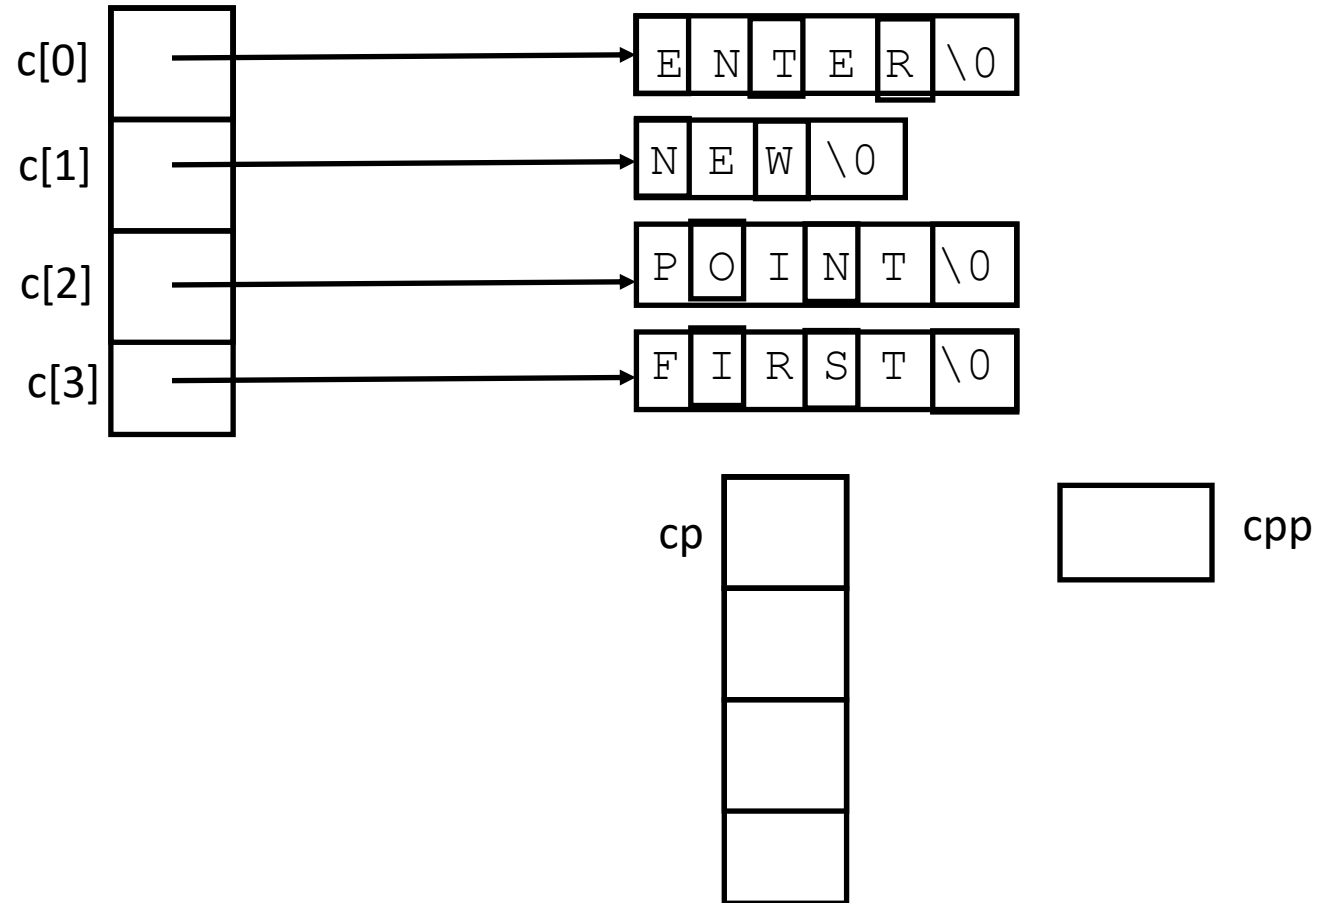 c[0] E N T E R \0
c[1] N E W \0
c[2] P O I N T \0
c[3] F I R S T \0
cp cpp